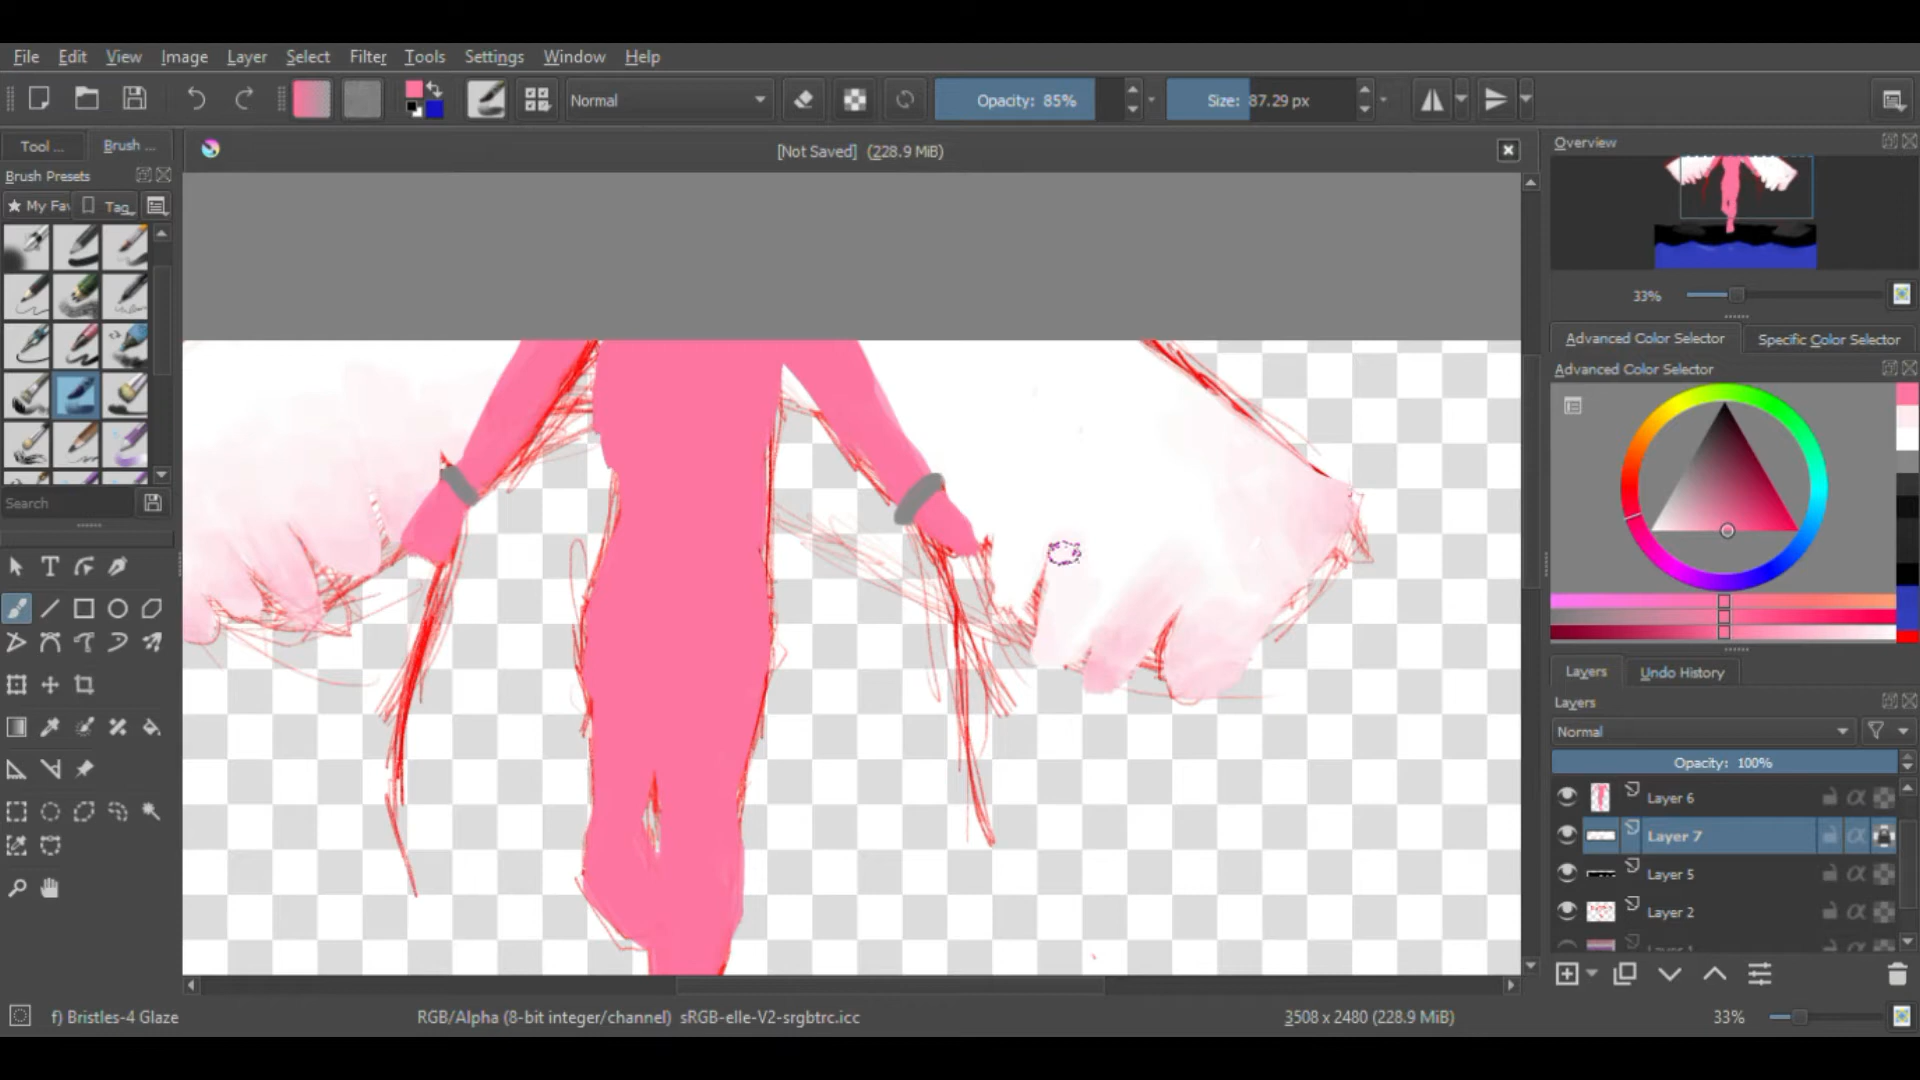 File Edit View Image Layer Select Filter Tools Settings Window Help
Normal Opacity: 85% Size: 87.29 px
Tool ... Brush ...
[Not Saved] (228.9 MiB)
Overview
Brush Presets
My Fav Tag
33%
Advanced Color Selector Specific Color Selector
Advanced Color Selector
Search
Layers Undo History
Layers
Normal
Opacity: 100%
Layer 6
Layer 7
Layer 5
Layer 2
f) Bristles-4 Glaze RGB/Alpha (8-bit integer/channel) sRGB-elle-V2-srgbtrc.icc 3508 x 2480 (228.9 MiB) 33%